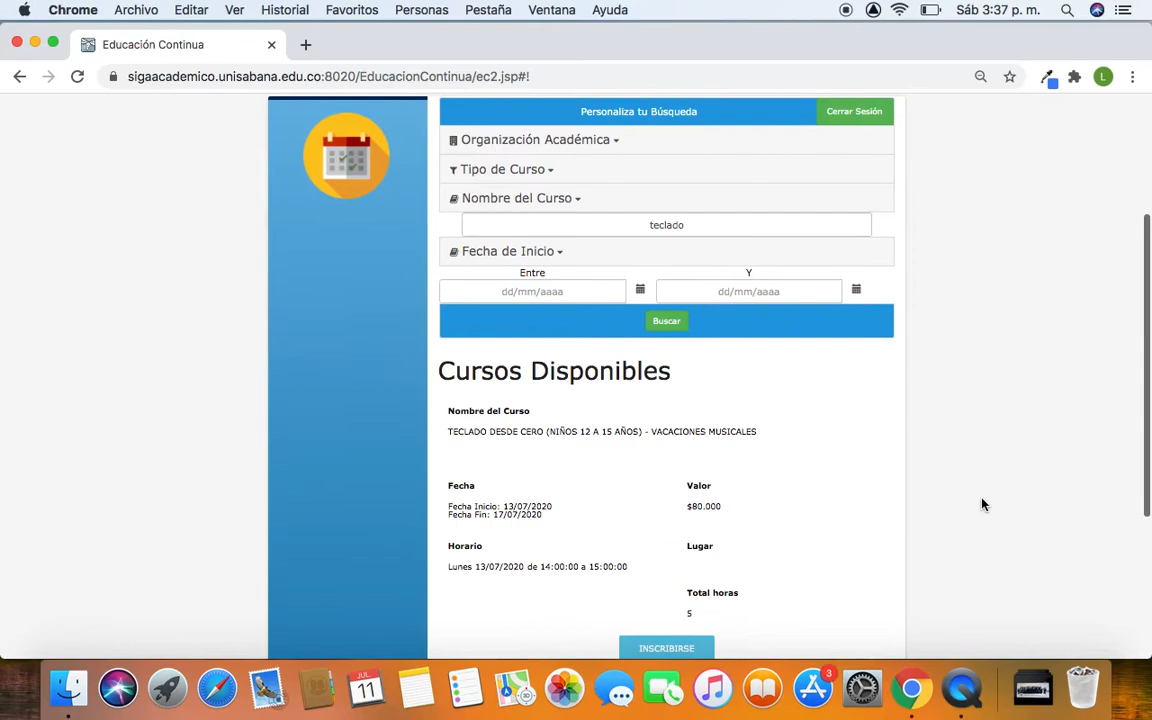 Chrome Archivo Editar Ver Historial Favoritos Personas Pestaña Ventana Ayuda Sáb 3:37 p. m.
Educación Continua
sigaacademico.unisabana.edu.co:8020/EducacionContinua/ec2.jsp#!
L
Personaliza tu Búsqueda
Cerrar Sesión
Organización Académica
Tipo de Curso
Nombre del Curso
teclado
Fecha de Inicio
Entre Y
dd/mm/aaaa dd/mm/aaaa
Buscar
Cursos Disponibles
Nombre del Curso
TECLADO DESDE CERO (NIÑOS 12 A 15 AÑOS) - VACACIONES MUSICALES
Fecha Valor
Fecha Inicio: 13/07/2020 $80.000
Fecha Fin: 17/07/2020
Horario Lugar
Lunes 13/07/2020 de 14:00:00 a 15:00:00
Total horas
5
INSCRIBIRSE
JUL.
11
3